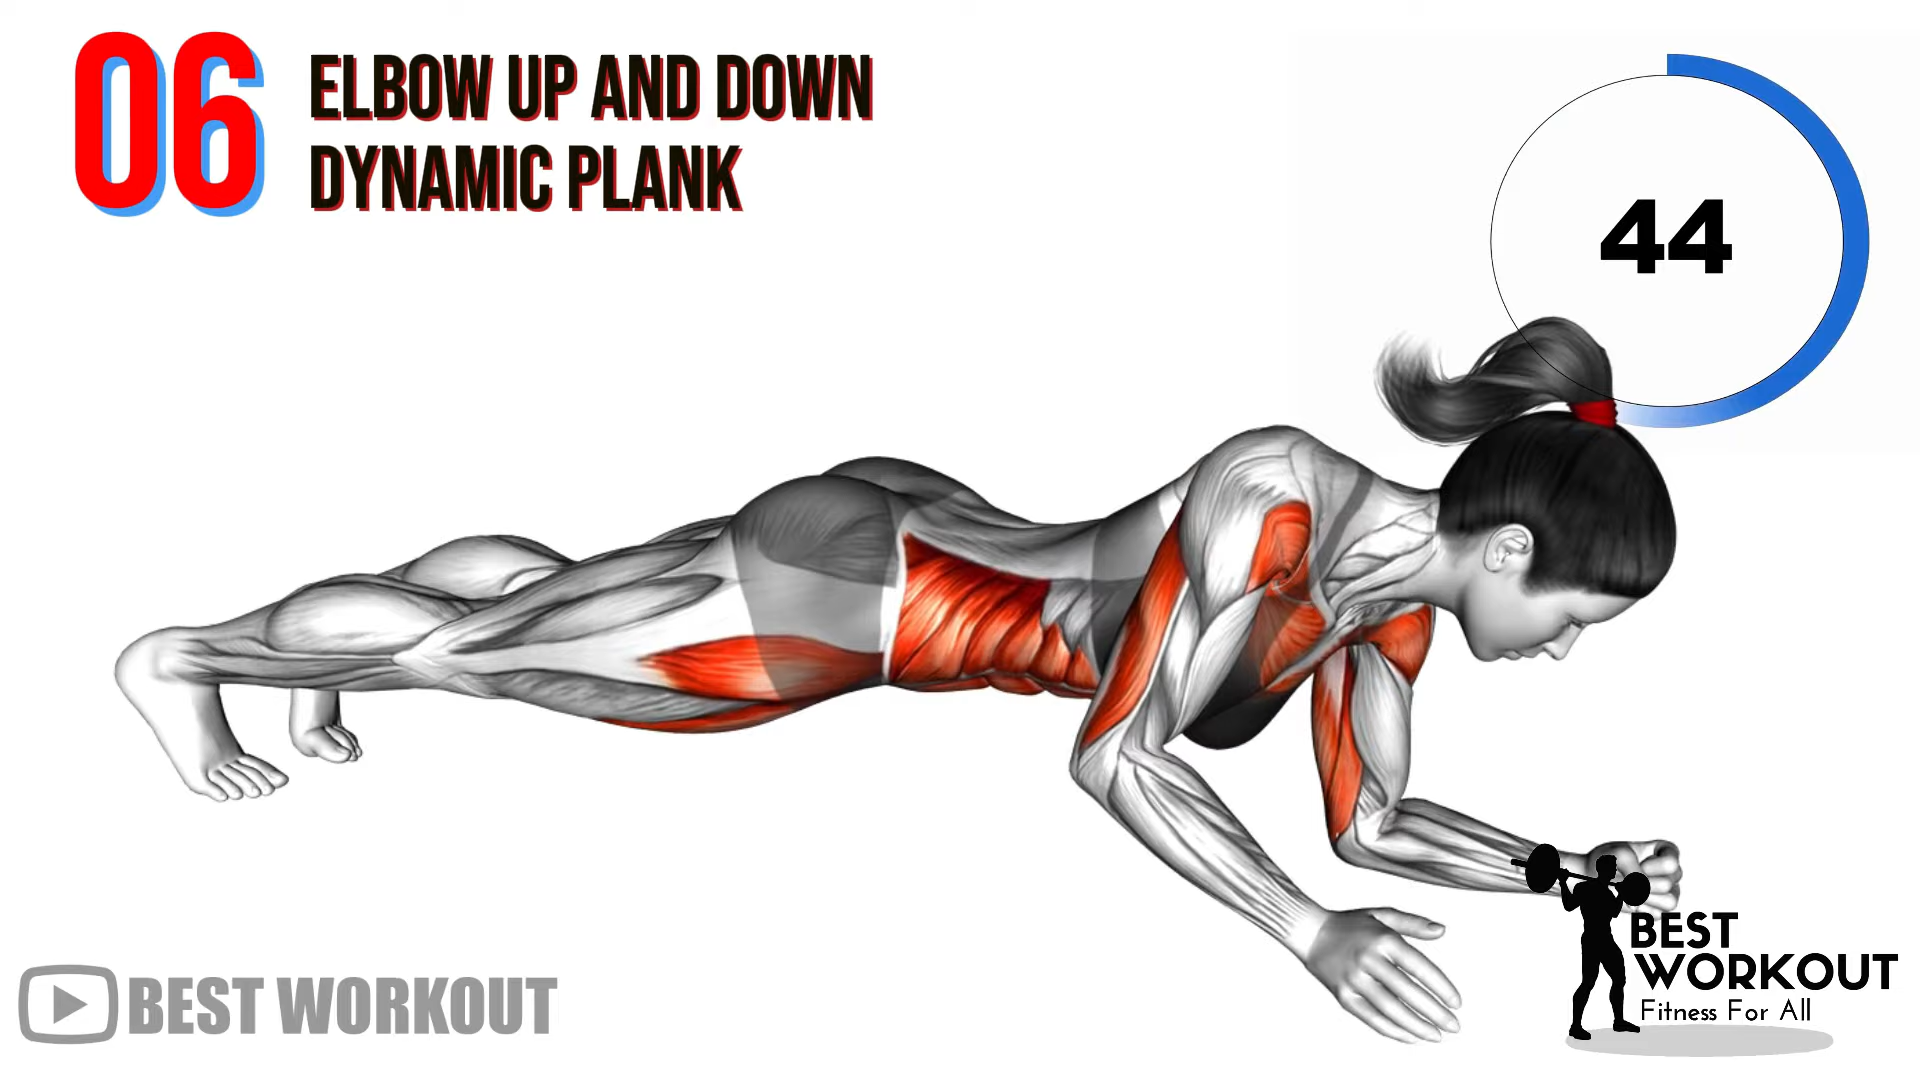 06
ELBOW UP AND DOWN
DYNAMIC PLANK
44
BEST WORKOUT
BEST
WORKOUT
Fitness For All